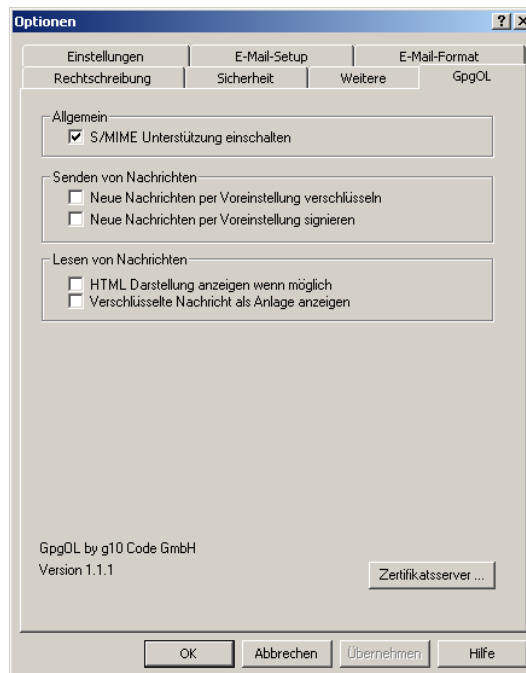 Optionen
Einstellungen
E-Mail-Setup
E-Mail-Format
Rechtschreibung
Sicherheit
Weitere
GpgOL
Allgemein
S/MIME Unterstützung einschalten
Senden von Nachrichten
Neue Nachrichten per Voreinstellung verschlüsseln
Neue Nachrichten per Voreinstellung signieren
Lesen von Nachrichten
HTML Darstellung anzeigen wenn möglich
Verschlüsselte Nachricht als Anlage anzeigen
GpgOL by g10 Code GmbH
Version 1.1.1
Zertifikatsserver ...
OK
Abbrechen
Übernehmen
Hilfe